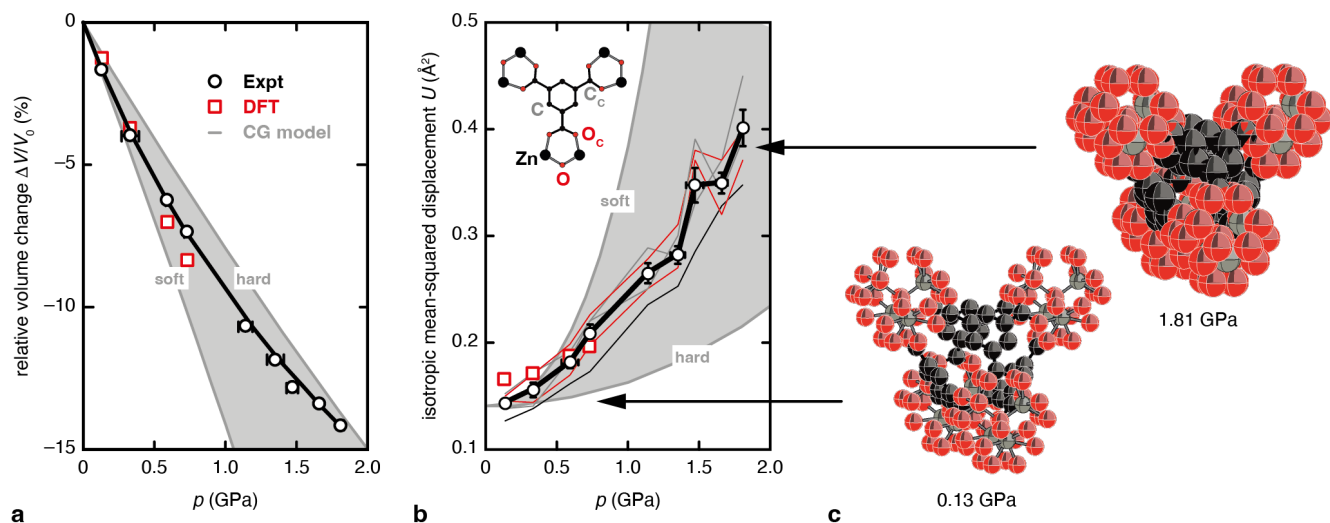 relative volume change ΔV/V₀ (%)
0
−5
−10
−15
Expt
DFT
CG model
soft
hard
0
0.5
1.0
1.5
2.0
p (GPa)
a
isotropic mean-squared displacement U (Å²)
0.5
0.4
0.3
0.2
0.1
C
C_C
O_C
Zn
O
soft
hard
0
0.5
1.0
1.5
2.0
p (GPa)
b
1.81 GPa
0.13 GPa
c